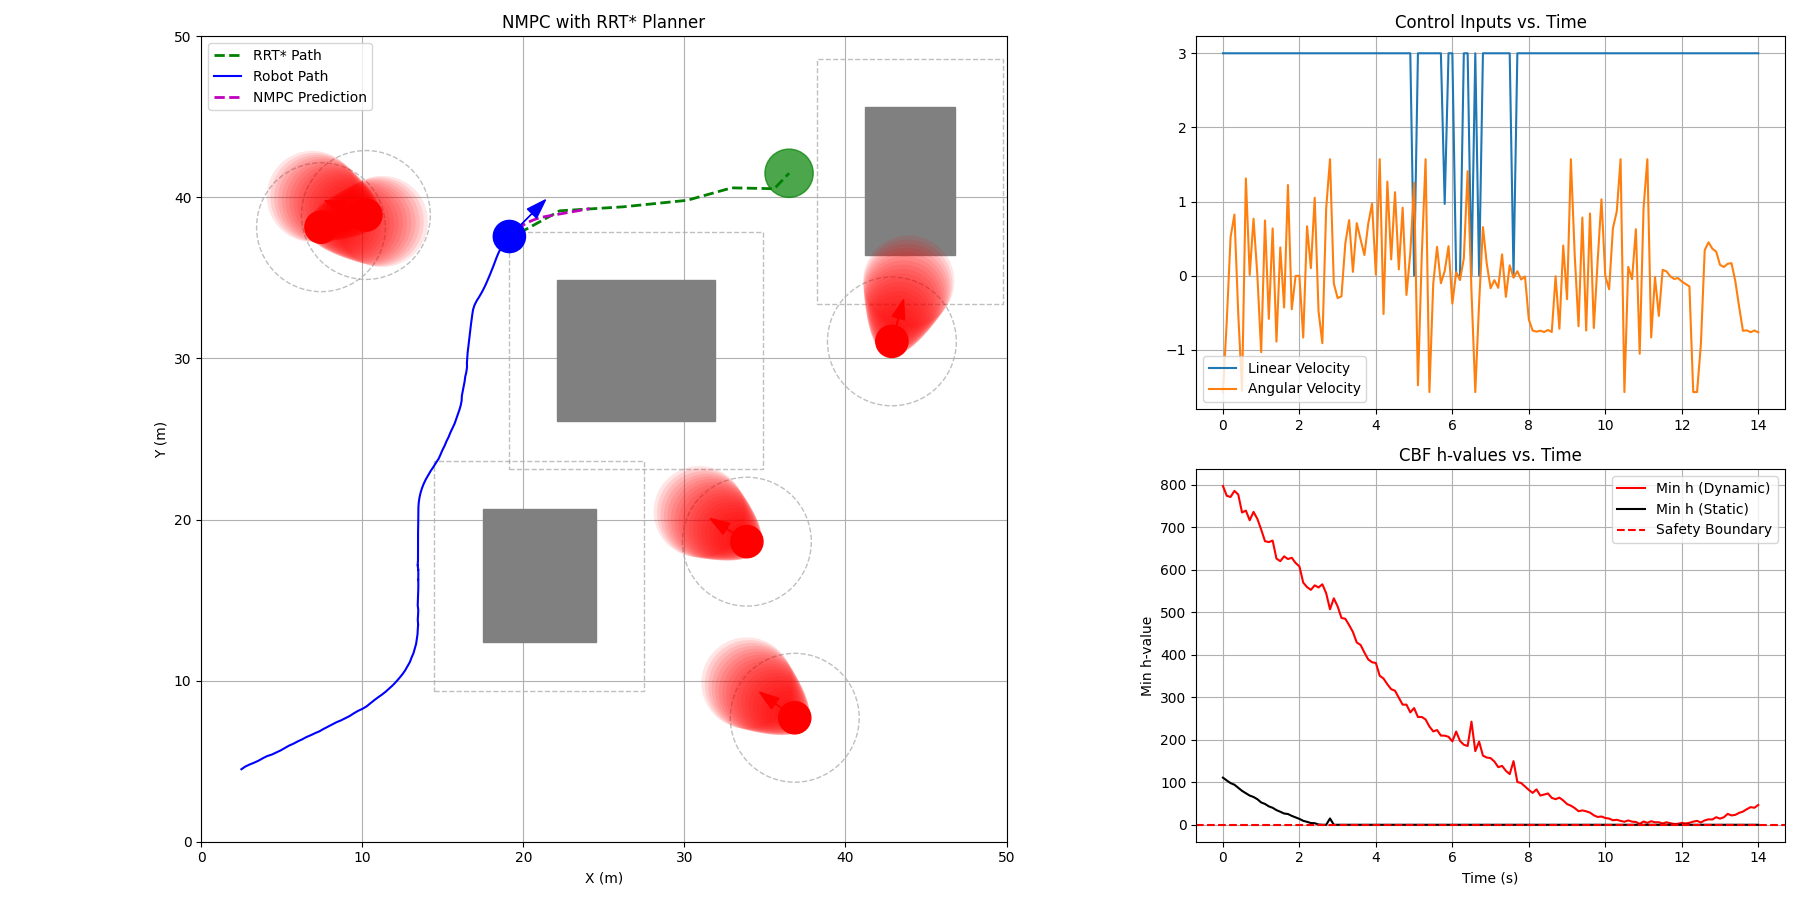 NMPC with RRT* Planner
RRT* Path
Robot Path
NMPC Prediction
50
40
30
20
10
0
Y (m)
0 10 20 30 40 50
X (m)
Control Inputs vs. Time
3
2
1
0
−1
Linear Velocity
Angular Velocity
0 2 4 6 8 10 12 14
CBF h-values vs. Time
Min h (Dynamic)
Min h (Static)
Safety Boundary
800
700
600
500
400
300
200
100
0
Min h-value
0 2 4 6 8 10 12 14
Time (s)